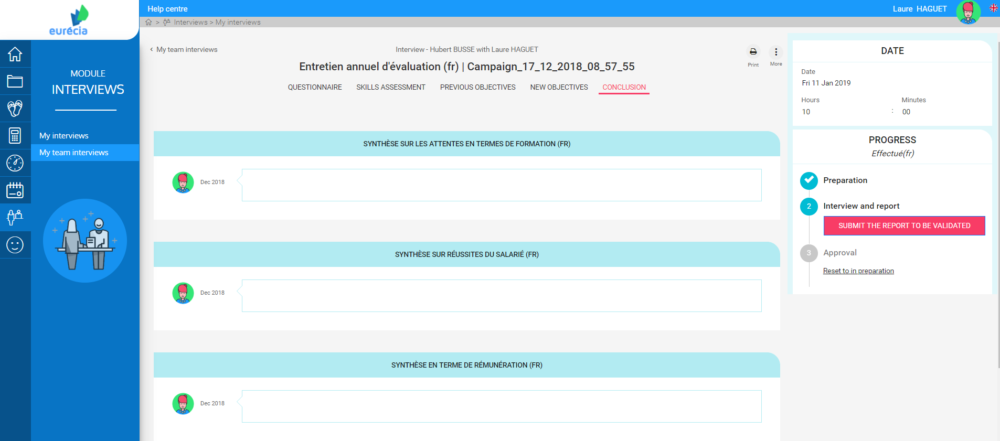 eurécia
Help centre
Laure HAGUET
> Interviews > My interviews
MODULE
INTERVIEWS
My interviews
My team interviews
‹ My team interviews
Interview - Hubert BUSSE with Laure HAGUET
Entretien annuel d'évaluation (fr) | Campaign_17_12_2018_08_57_55
Print
More
QUESTIONNAIRE SKILLS ASSESSMENT PREVIOUS OBJECTIVES NEW OBJECTIVES CONCLUSION
SYNTHÈSE SUR LES ATTENTES EN TERMES DE FORMATION (FR)
Dec 2018
SYNTHÈSE SUR RÉUSSITES DU SALARIÉ (FR)
Dec 2018
SYNTHÈSE EN TERME DE RÉMUNÉRATION (FR)
Dec 2018
DATE
Date
Fri 11 Jan 2019
Hours Minutes
10 : 00
PROGRESS
Effectué(fr)
Preparation
2 Interview and report
SUBMIT THE REPORT TO BE VALIDATED
3 Approval
Reset to in preparation